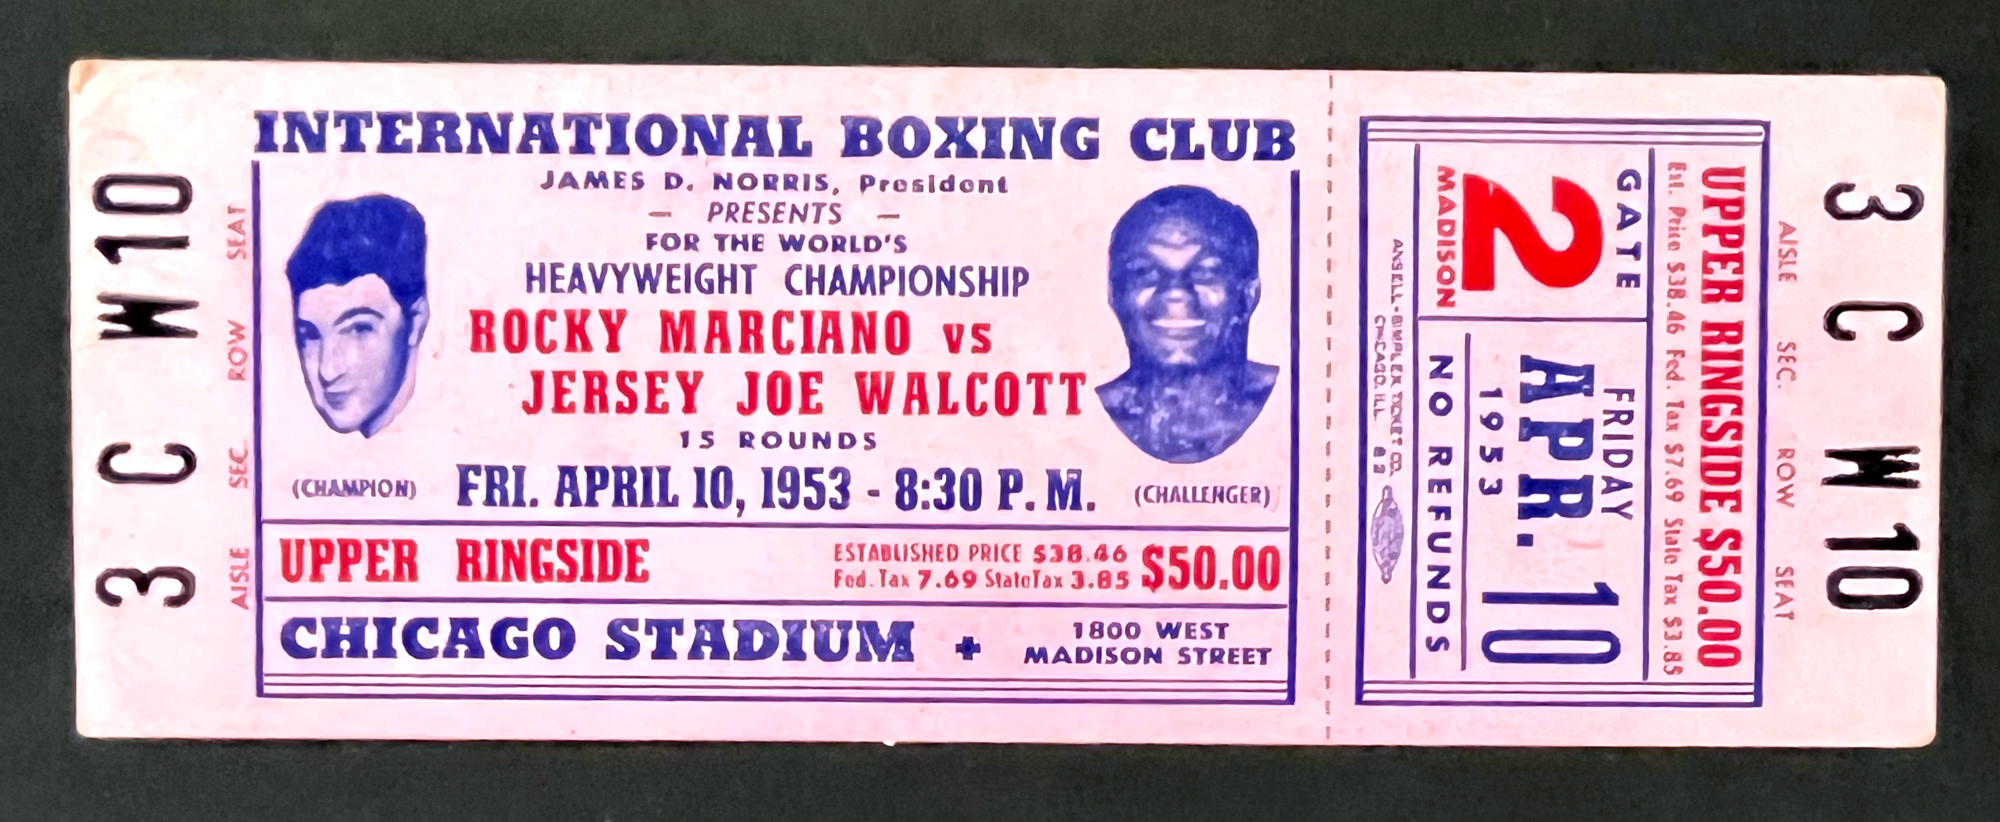 3 C W 10
AISLE SEC. ROW SEAT
INTERNATIONAL BOXING CLUB
JAMES D. NORRIS, President
— PRESENTS —
FOR THE WORLD'S
HEAVYWEIGHT CHAMPIONSHIP
ROCKY MARCIANO vs
JERSEY JOE WALCOTT
15 ROUNDS
(CHAMPION)
FRI. APRIL 10, 1953 - 8:30 P. M.
(CHALLENGER)
UPPER RINGSIDE
ESTABLISHED PRICE $38.46
Fed. Tax 7.69 State Tax 3.85
$50.00
CHICAGO STADIUM
1800 WEST
MADISON STREET
3 C W 10
AISLE SEC. ROW SEAT
UPPER RINGSIDE $50.00
Est. Price $38.46 Fed. Tax $7.69 State Tax $3.85
GATE
2
MADISON
FRIDAY
APR. 10
1953
NO REFUNDS
ANSELL-SIMPLEX TICKET CO.
CHICAGO, ILL.